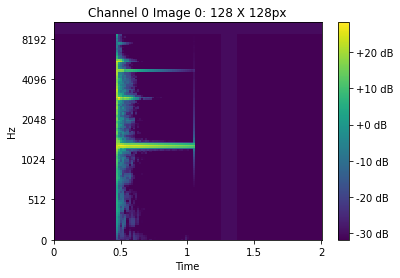 Channel 0 Image 0: 128 X 128px
Hz
8192
4096
2048
1024
512
0
0
0.5
1
1.5
2
Time
+20 dB
+10 dB
+0 dB
-10 dB
-20 dB
-30 dB